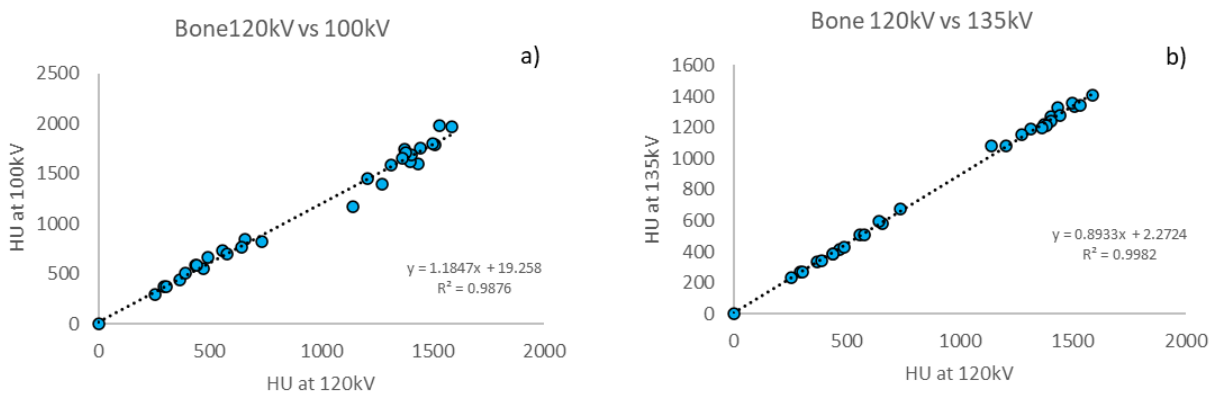 Bone120kV vs 100kV
a)
2500
2000
1500
1000
500
0
HU at 100kV
y = 1.1847x + 19.258
R² = 0.9876
0 500 1000 1500 2000
HU at 120kV
Bone 120kV vs 135kV
b)
1600
1400
1200
1000
800
600
400
200
0
HU at 135kV
y = 0.8933x + 2.2724
R² = 0.9982
0 500 1000 1500 2000
HU at 120kV